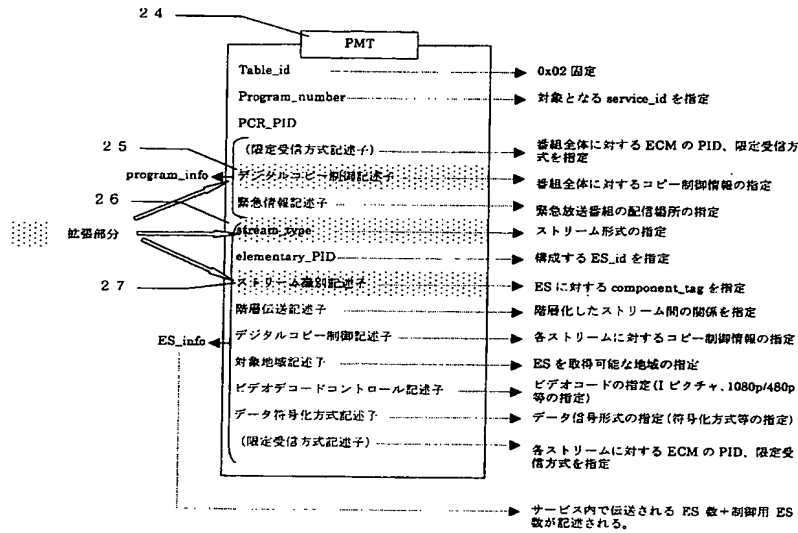 ２４
PMT
Table_id
0x02 固定
Program_number
対象となる service_id を指定
PCR_PID
２５
(限定受信方式記述子)
番組全体に対する ECM の PID、限定受信方
式を指定
program_info
デジタルコピー制御記述子
番組全体に対するコピー制御情報の指定
２６
緊急情報記述子
緊急放送番組の配信場所の指定
拡張部分
stream_type
ストリーム形式の指定
elementary_PID
構成する ES_id を指定
２７
ストリーム識別記述子
ES に対する component_tag を指定
階層伝送記述子
階層化したストリーム間の関係を指定
ES_info
デジタルコピー制御記述子
各ストリームに対するコピー制御情報の指定
対象地域記述子
ES を取得可能な地域の指定
ビデオデコードコントロール記述子
ビデオコードの指定(I ピクチャ、1080p/480p
等の指定)
データ符号化方式記述子
データ信号形式の指定(符号化方式等の指定)
(限定受信方式記述子)
各ストリームに対する ECM の PID、限定受
信方式を指定
サービス内で伝送される ES 数＋制御用 ES
数が記述される。